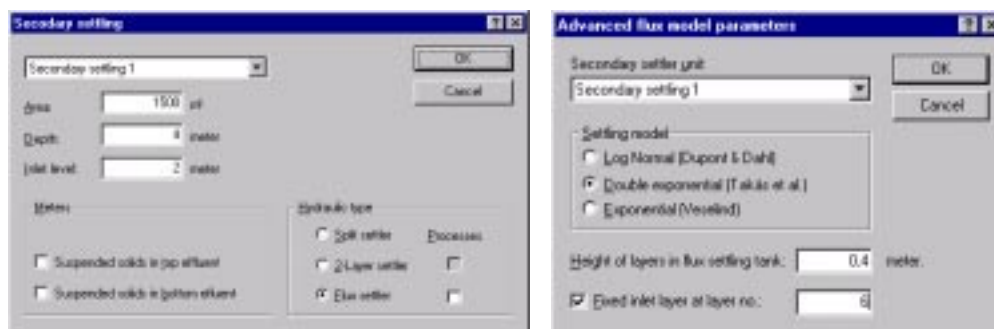 Secodary settling
Secondary settling 1
OK
Cancel
Area: 1500 m²
Depth: 4 meter
Inlet level: 2 meter
Meters
Suspended solids in top effluent
Suspended solids in bottom effluent
Hydraulic type
Split settler Processes
2-Layer settler
Flux settler
Advanced flux model parameters
Secondary settler unit:
Secondary settling 1
OK
Cancel
Settling model
Log Normal (Dupont & Dahl)
Double exponential (Takás et al.)
Exponential (Veselind)
Height of layers in flux settling tank: 0.4 meter.
Fixed inlet layer at layer no.: 6